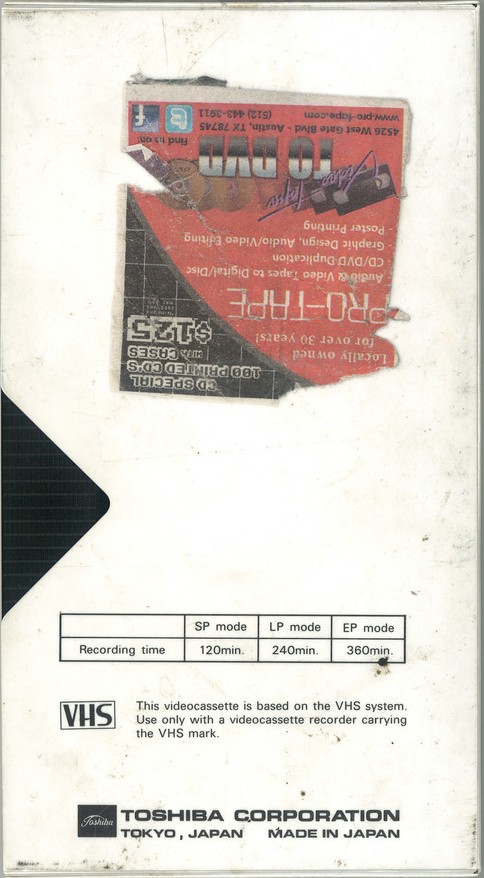 Locally owned
for over 30 years!
PRO-TAPE
CD SPECIAL
100 PRINTED CD'S
WITH CASES
$125
- Audio & Video Tapes to Digital/Disc
- CD/DVD Duplication
- Graphic Design, Audio/Video Editing
- Poster Printing
Video Tapes
TO DVD
4526 West Gate Blvd - Austin, TX 78745
www.pro-tape.com (512) 443-3911
Find us on:
SP mode LP mode EP mode
Recording time 120min. 240min. 360min.
VHS
This videocassette is based on the VHS system.
Use only with a videocassette recorder carrying
the VHS mark.
Toshiba
TOSHIBA CORPORATION
TOKYO, JAPAN MADE IN JAPAN